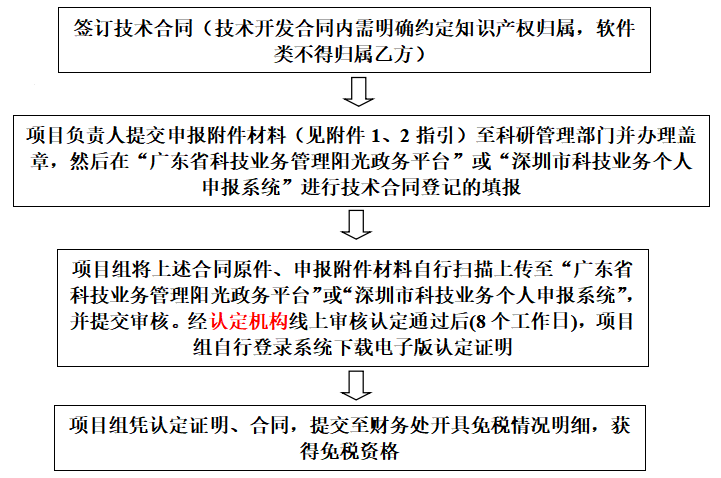 签订技术合同（技术开发合同内需明确约定知识产权归属，软件
类不得归属乙方）
项目负责人提交申报附件材料（见附件 1、2 指引）至科研管理部门并办理盖
章，然后在“广东省科技业务管理阳光政务平台”或“深圳市科技业务个人
申报系统”进行技术合同登记的填报
项目组将上述合同原件、申报附件材料自行扫描上传至“广东省
科技业务管理阳光政务平台”或“深圳市科技业务个人申报系统”，
并提交审核。经认定机构线上审核认定通过后(8 个工作日)，项目
组自行登录系统下载电子版认定证明
项目组凭认定证明、合同，提交至财务处开具免税情况明细，获
得免税资格